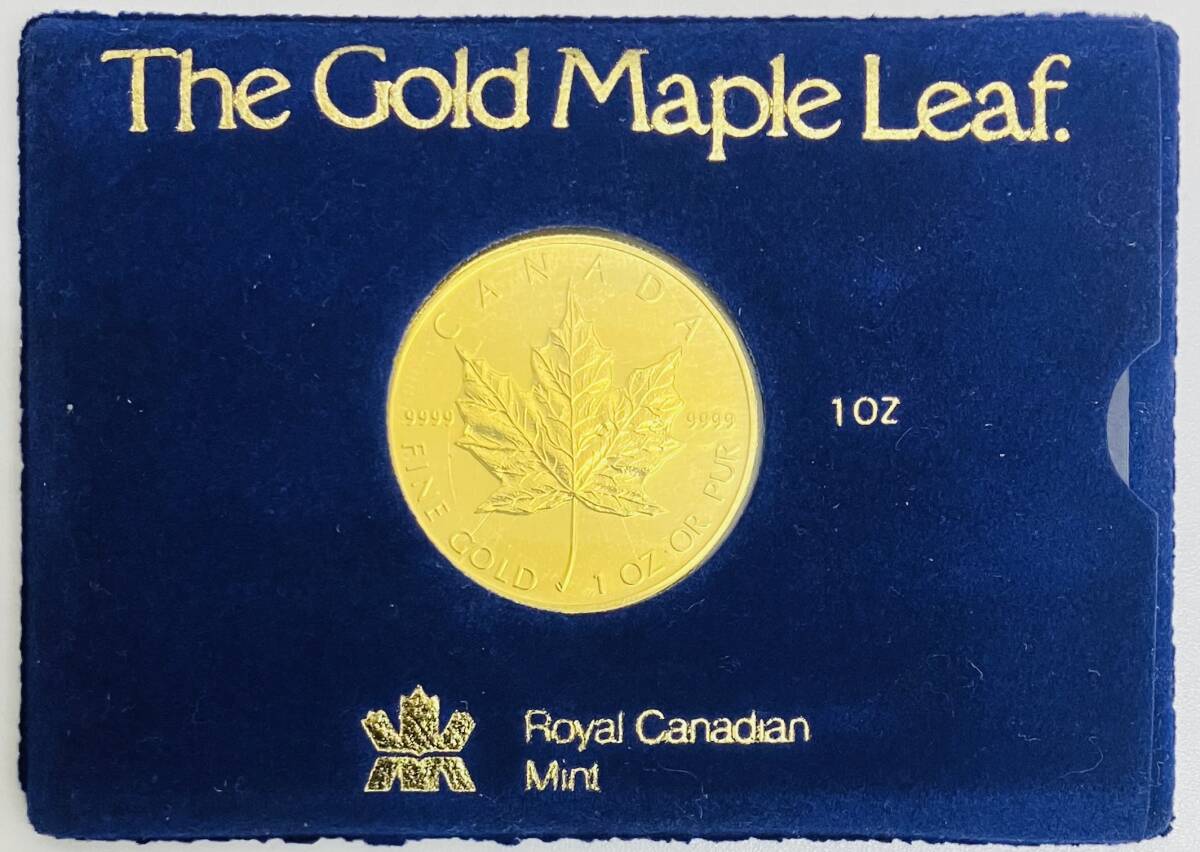 The Gold Maple Leaf.
CANADA
9999 9999
FINE GOLD 1 OZ OR PUR
1 OZ
Royal Canadian
Mint